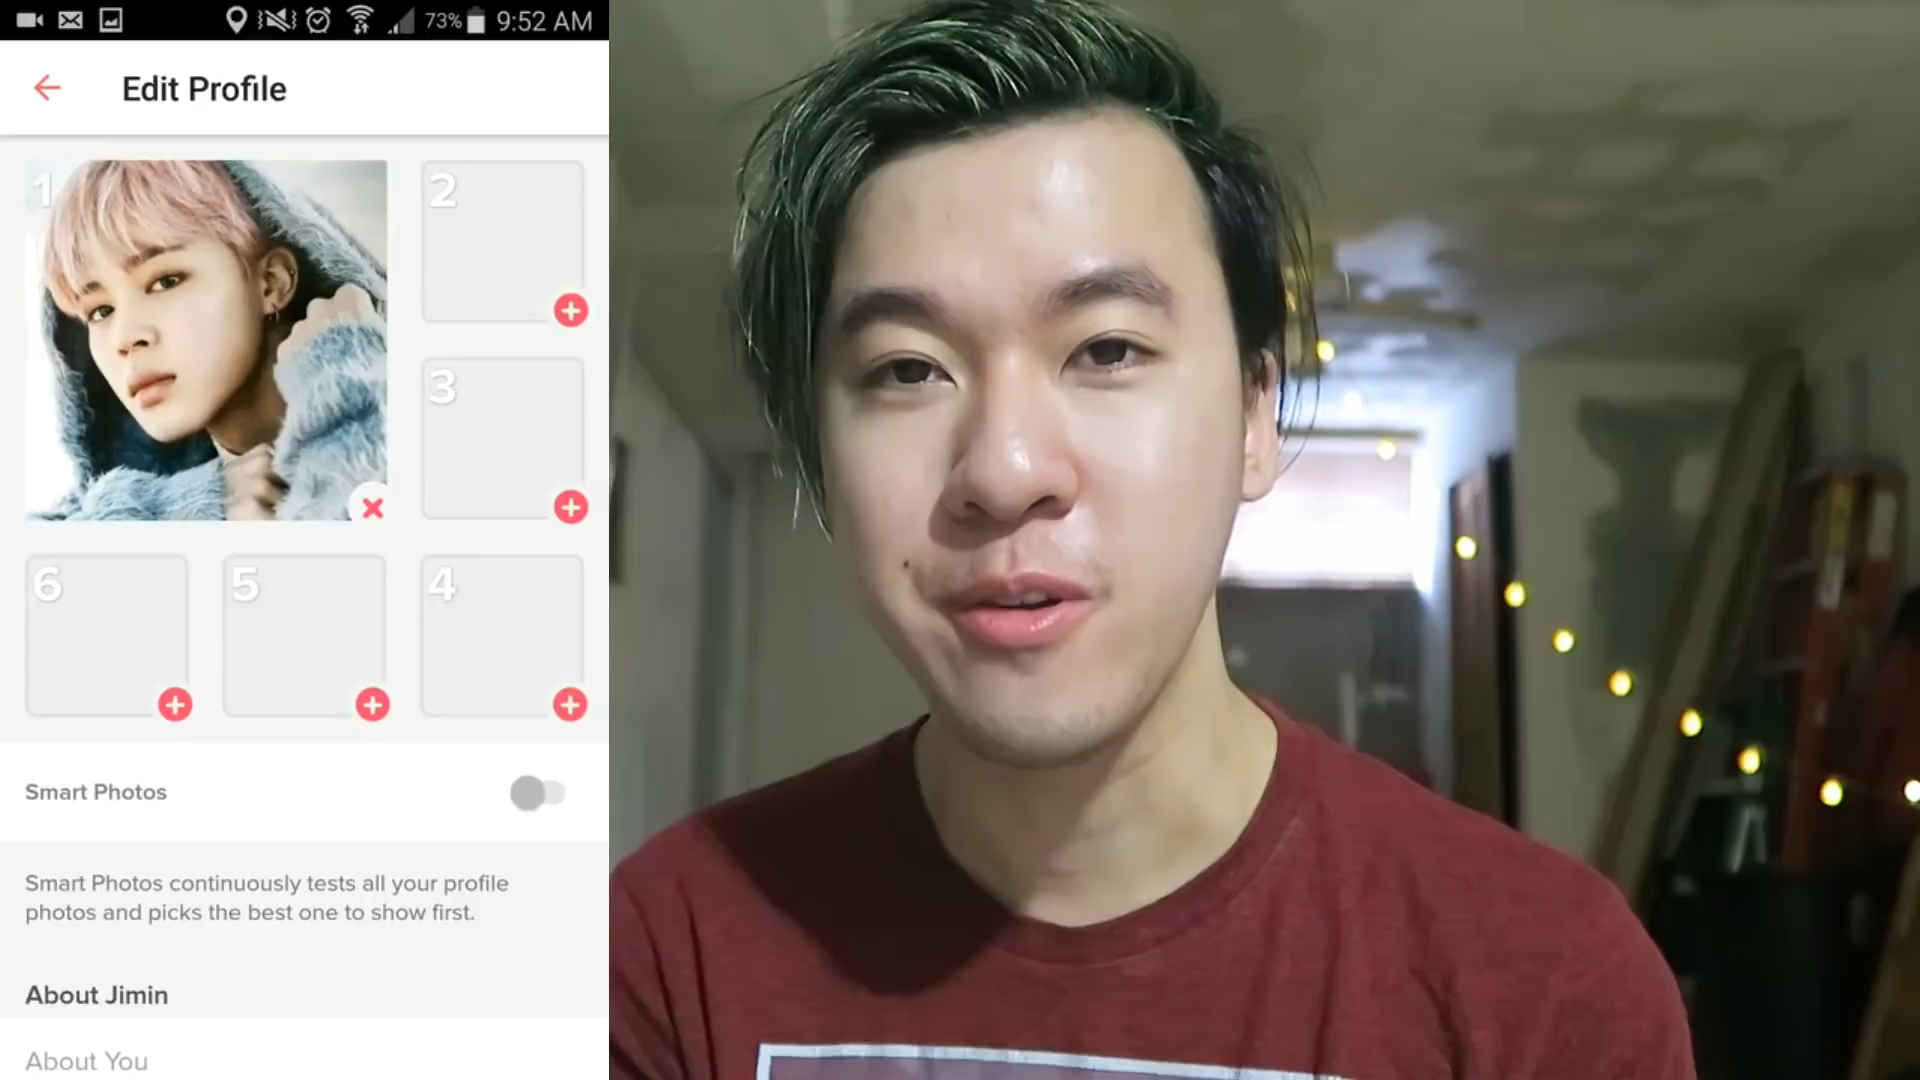 73% 9:52 AM
Edit Profile
1
2
3
6
5
4
Smart Photos
Smart Photos continuously tests all your profile
photos and picks the best one to show first.
About Jimin
About You